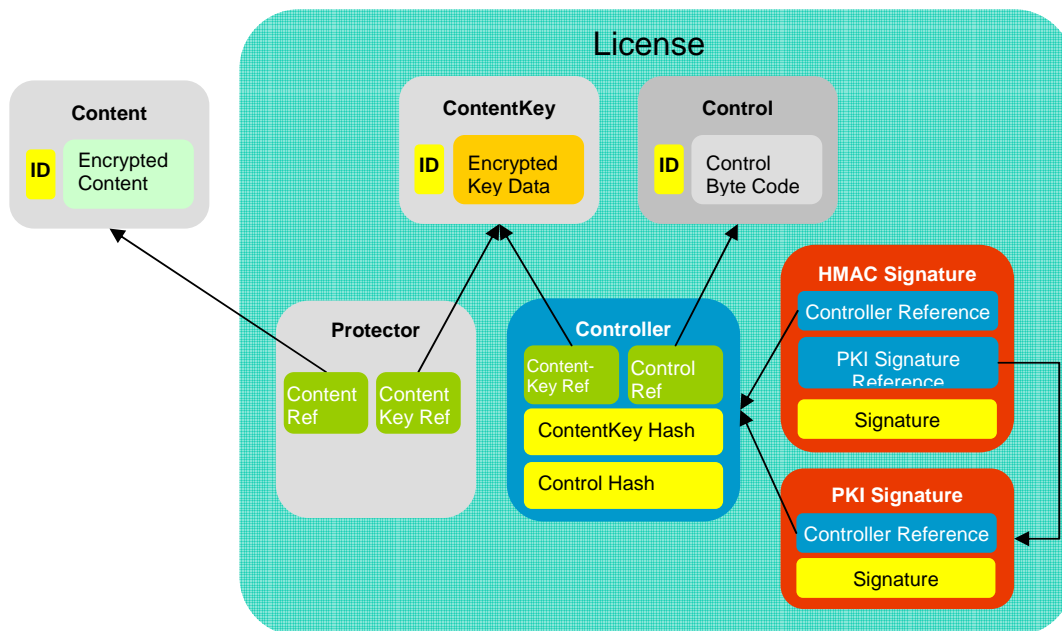 License
Content
ID
Encrypted
Content
ContentKey
ID
Encrypted
Key Data
Control
ID
Control
Byte Code
Protector
Content
Ref
Content
Key Ref
Controller
Content-
Key Ref
Control
Ref
ContentKey Hash
Control Hash
HMAC Signature
Controller Reference
PKI Signature
Reference
Signature
PKI Signature
Controller Reference
Signature